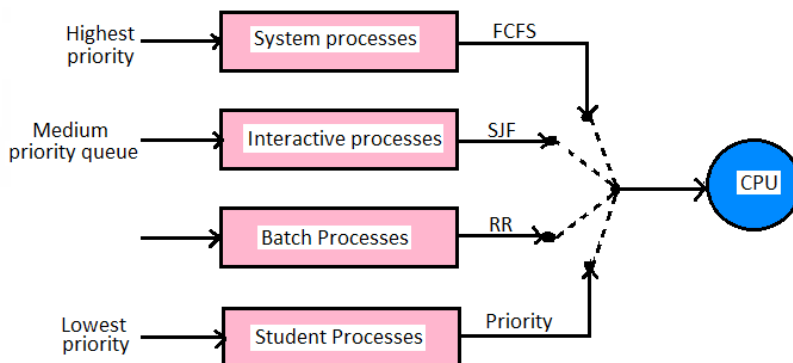 Highest
priority
System processes
FCFS
Medium
priority queue
Interactive processes
SJF
CPU
Batch Processes
RR
Lowest
priority
Student Processes
Priority